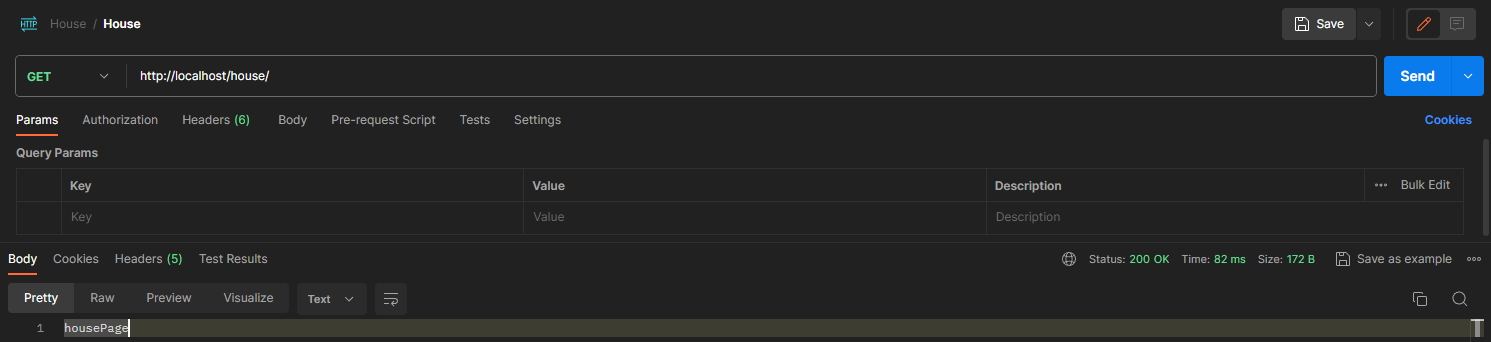 HTTP House / House Save
GET http://localhost/house/ Send
Params Authorization Headers (6) Body Pre-request Script Tests Settings Cookies
Query Params
Key Value Description Bulk Edit
Key Value Description
Body Cookies Headers (5) Test Results Status: 200 OK Time: 82 ms Size: 172 B Save as example
Pretty Raw Preview Visualize Text
1 housePage